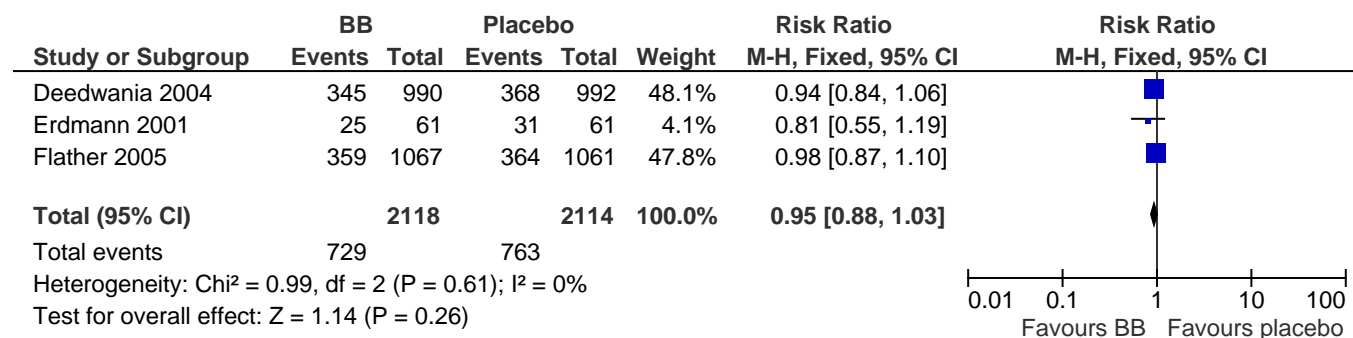 BB Placebo Risk Ratio Risk Ratio
Study or Subgroup Events Total Events Total Weight M-H, Fixed, 95% CI M-H, Fixed, 95% CI
Deedwania 2004 345 990 368 992 48.1% 0.94 [0.84, 1.06]
Erdmann 2001 25 61 31 61 4.1% 0.81 [0.55, 1.19]
Flather 2005 359 1067 364 1061 47.8% 0.98 [0.87, 1.10]
Total (95% CI) 2118 2114 100.0% 0.95 [0.88, 1.03]
Total events 729 763
Heterogeneity: Chi² = 0.99, df = 2 (P = 0.61); I² = 0%
Test for overall effect: Z = 1.14 (P = 0.26)
0.01 0.1 1 10 100
Favours BB Favours placebo